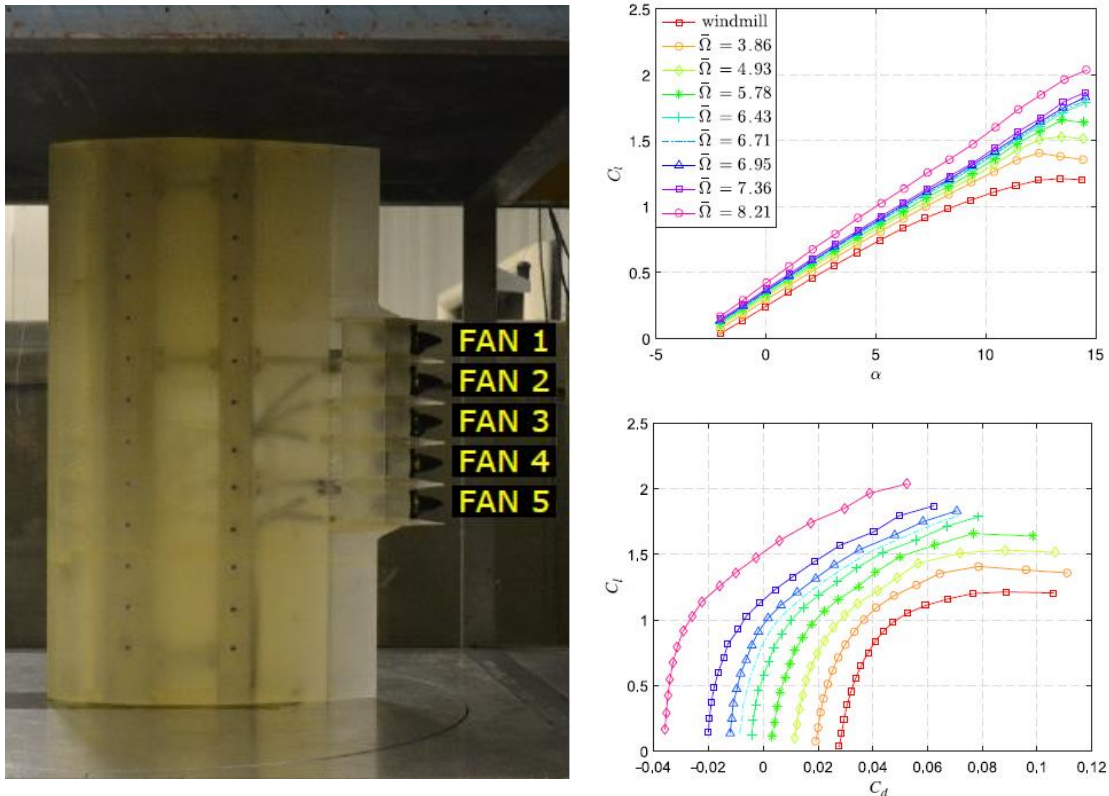 FAN 1
FAN 2
FAN 3
FAN 4
FAN 5
2.5
2
1.5
1
0.5
0
-5
0
5
10
15
α
C_l
windmill
Ω̄ = 3.86
Ω̄ = 4.93
Ω̄ = 5.78
Ω̄ = 6.43
Ω̄ = 6.71
Ω̄ = 6.95
Ω̄ = 7.36
Ω̄ = 8.21
2.5
2
1.5
1
0.5
0
-0.04
-0.02
0
0,02
0,04
0,06
0,08
0,1
0,12
C_d
C_l